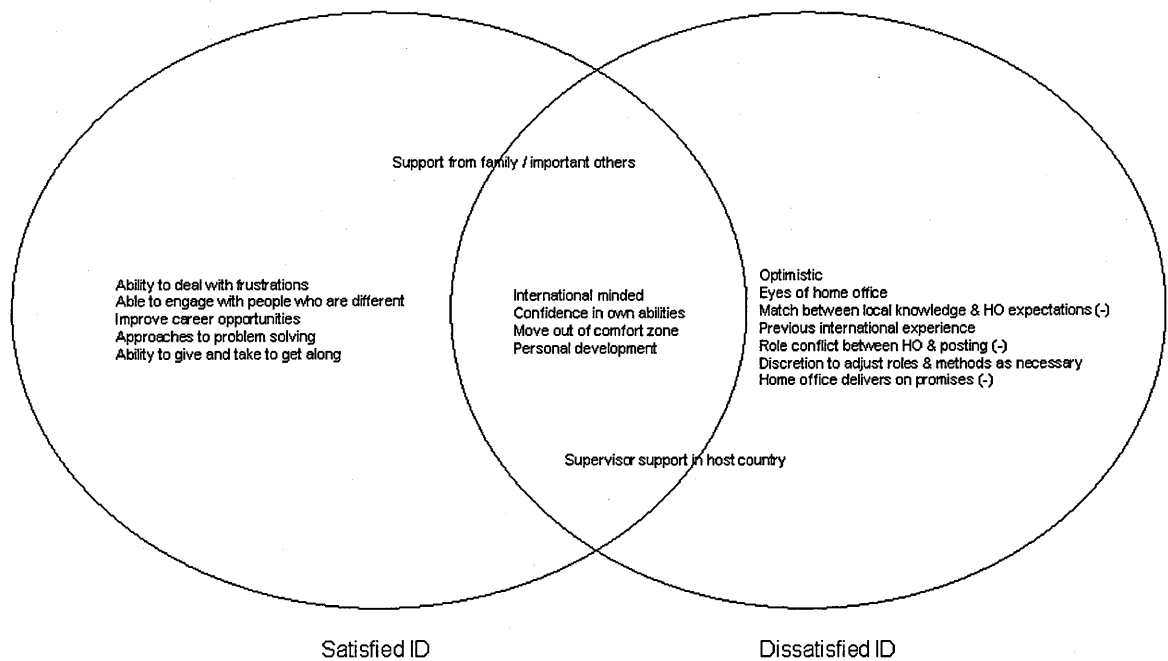 Support from family / important others
Ability to deal with frustrations
Able to engage with people who are different
Improve career opportunities
Approaches to problem solving
Ability to give and take to get along
International minded
Confidence in own abilities
Move out of comfort zone
Personal development
Optimistic
Eyes of home office
Match between local knowledge & HO expectations (-)
Previous international experience
Role conflict between HO & posting (-)
Discretion to adjust roles & methods as necessary
Home office delivers on promises (-)
Supervisor support in host country
Satisfied ID
Dissatisfied ID